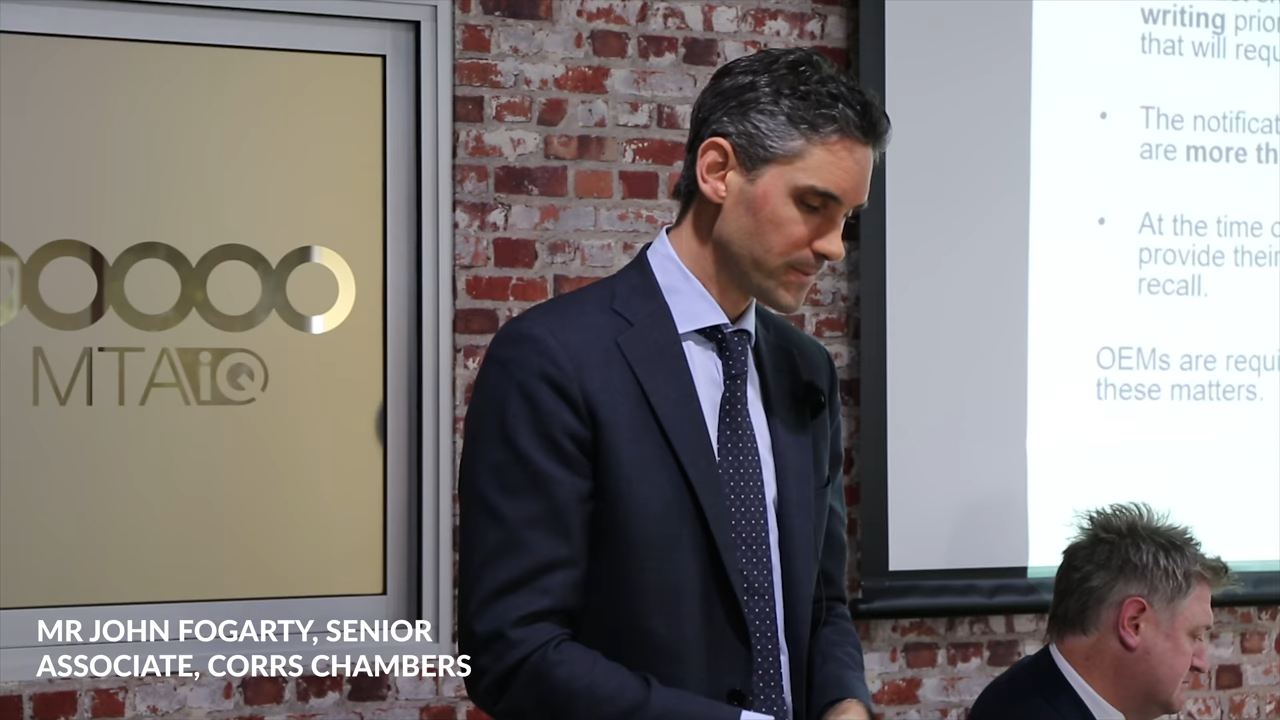 MTAiQ
writing prior
that will requ
• The notificat
are more th
• At the time o
provide their
recall.
OEMs are requi
these matters.
MR JOHN FOGARTY, SENIOR
ASSOCIATE, CORRS CHAMBERS